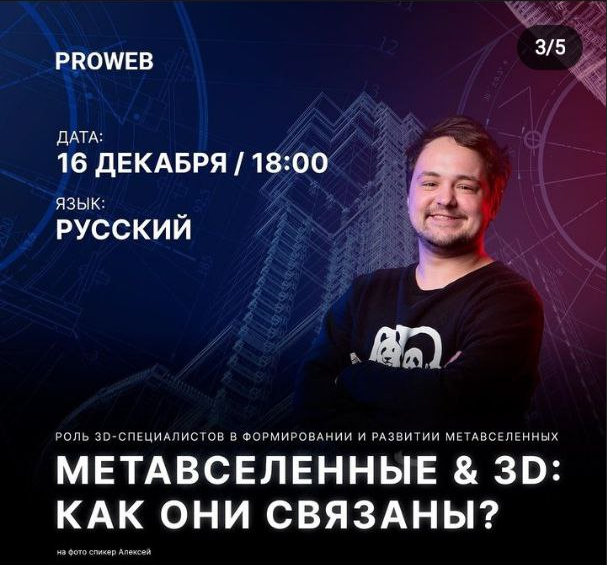 3/5
PROWEB
ДАТА:
16 ДЕКАБРЯ / 18:00
ЯЗЫК:
РУССКИЙ
РОЛЬ 3D-СПЕЦИАЛИСТОВ В ФОРМИРОВАНИИ И РАЗВИТИИ МЕТАВСЕЛЕННЫХ
МЕТАВСЕЛЕННЫЕ & 3D:
КАК ОНИ СВЯЗАНЫ?
на фото спикер Алексей